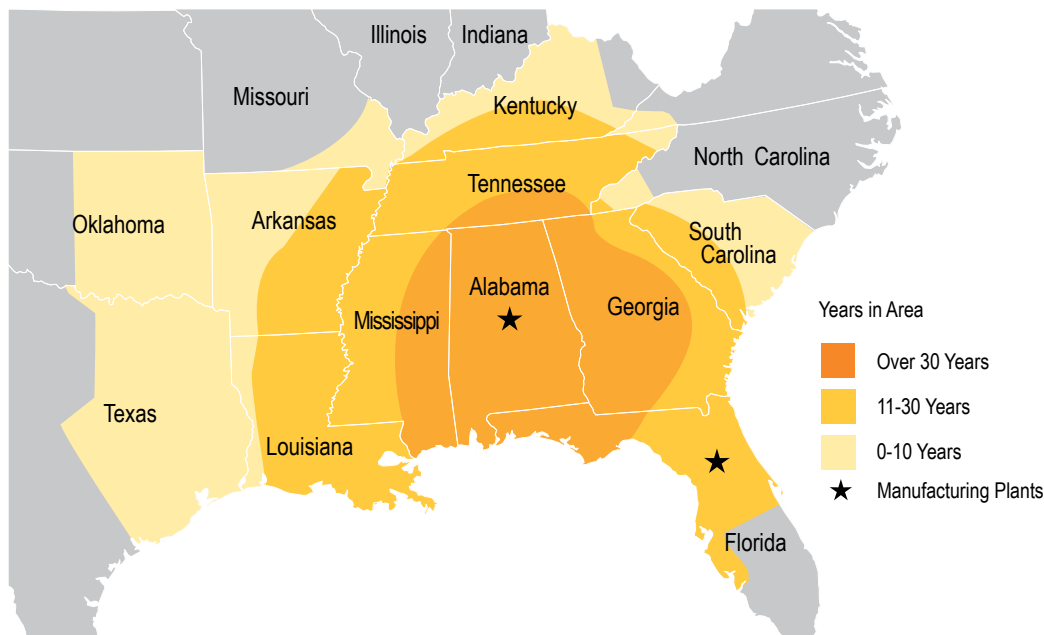 Illinois
Indiana
Missouri
Kentucky
North Carolina
Tennessee
Oklahoma
Arkansas
South
Carolina
Alabama
Mississippi
Georgia
Texas
Louisiana
Florida
Years in Area
Over 30 Years
11-30 Years
0-10 Years
Manufacturing Plants